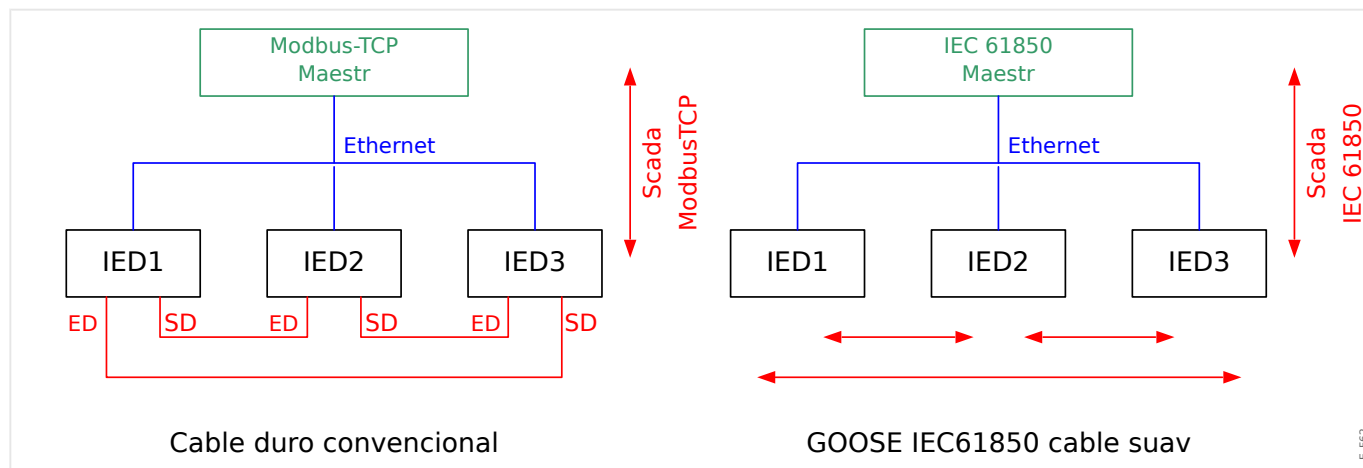 Modbus-TCP
Maestr
Ethernet
Scada
ModbusTCP
IED1
IED2
IED3
ED
SD
ED
SD
ED
SD
Cable duro convencional
IEC 61850
Maestr
Ethernet
Scada
IEC 61850
IED1
IED2
IED3
GOOSE IEC61850 cable suav